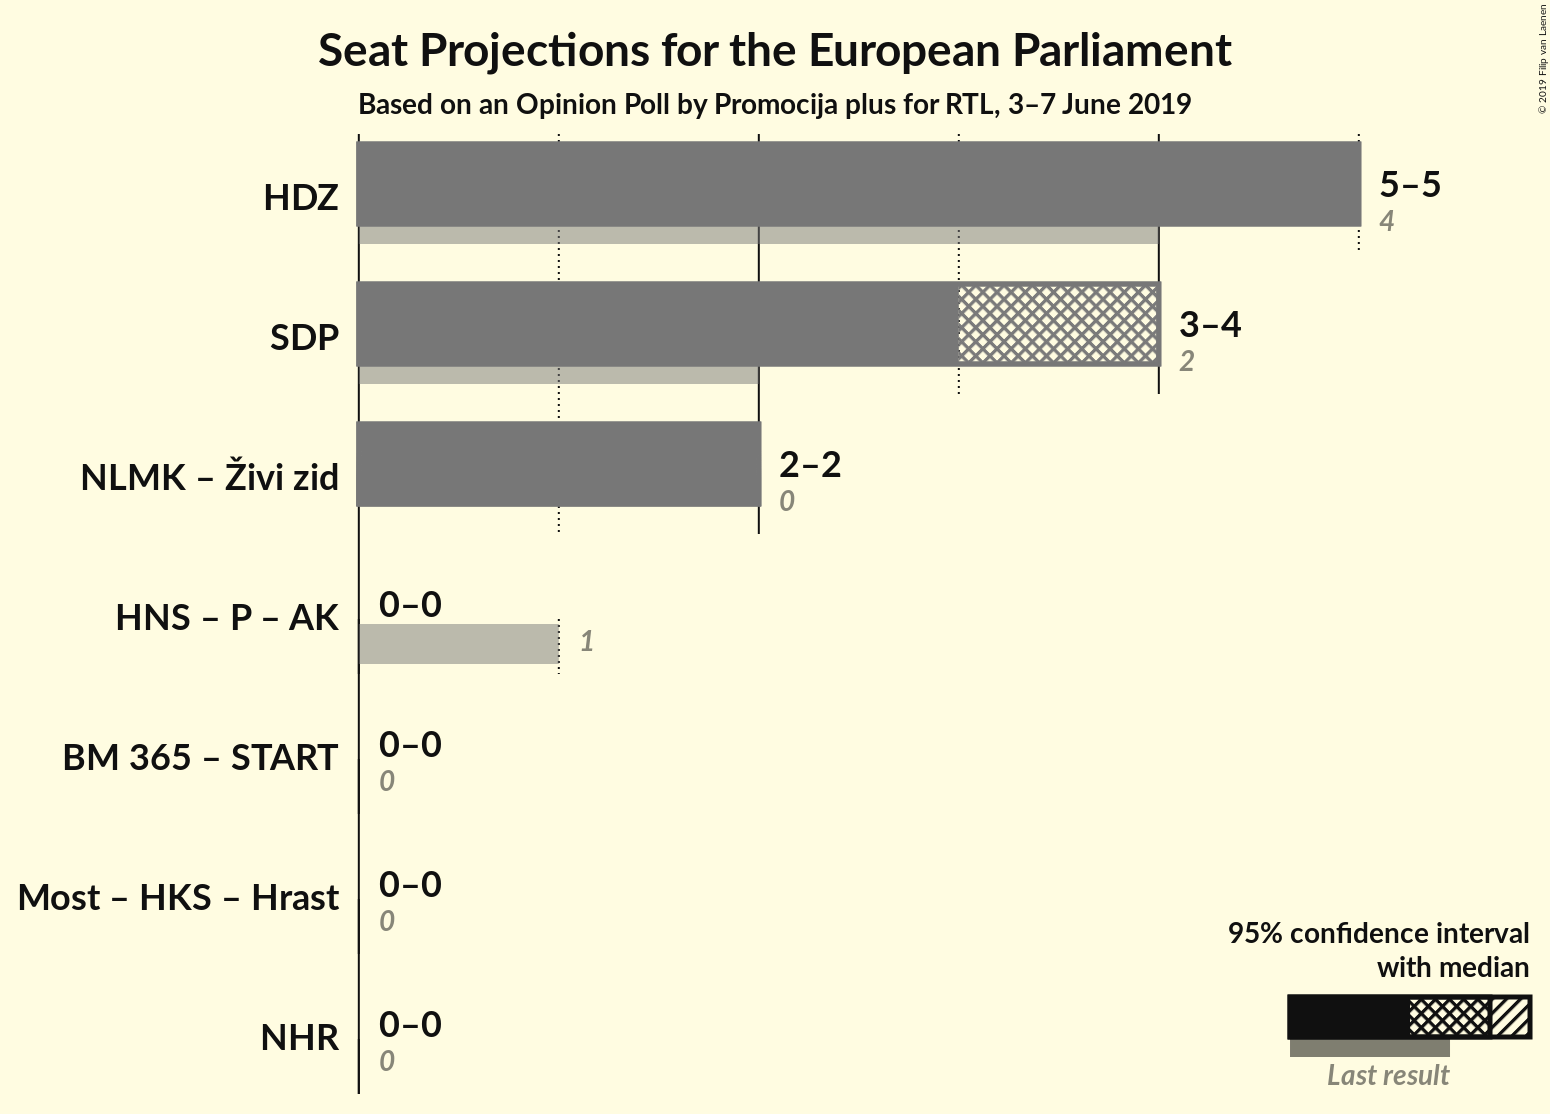 Seat Projections for the European Parliament
Based on an Opinion Poll by Promocija plus for RTL, 3–7 June 2019
© 2019 Filip van Laenen
HDZ
5–5
4
SDP
3–4
2
NLMK – Živi zid
2–2
0
HNS – P – AK
0–0
1
BM 365 – START
0–0
0
Most – HKS – Hrast
0–0
0
NHR
0–0
0
95% confidence interval
with median
Last result